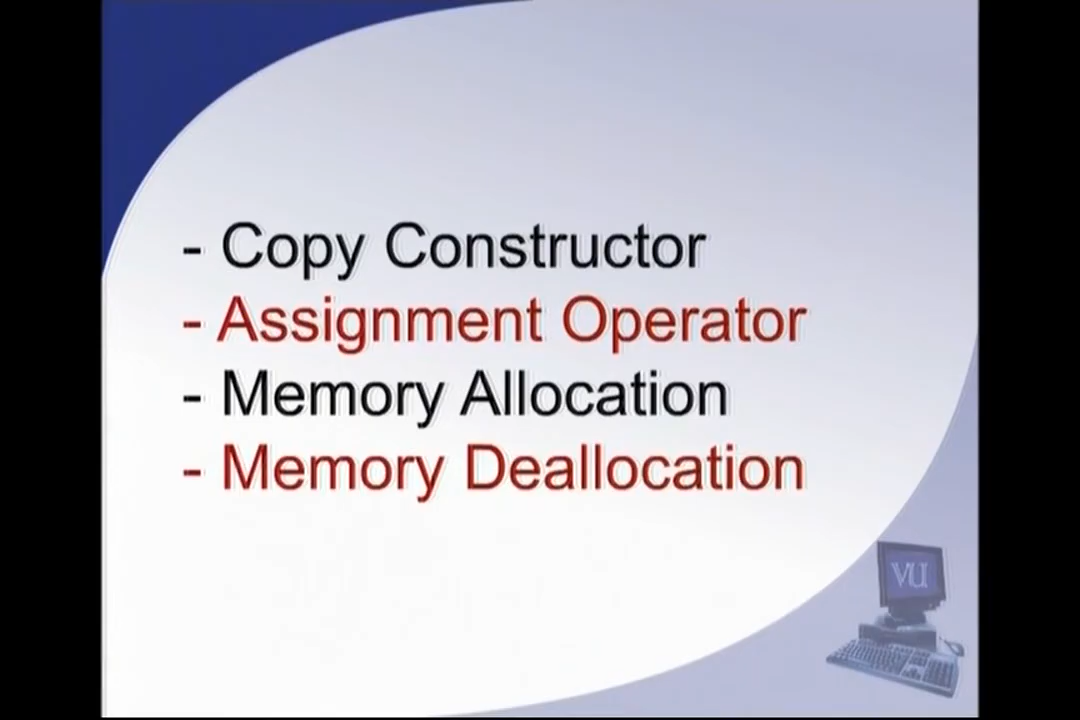 - Copy Constructor
- Assignment Operator
- Memory Allocation
- Memory Deallocation
VU